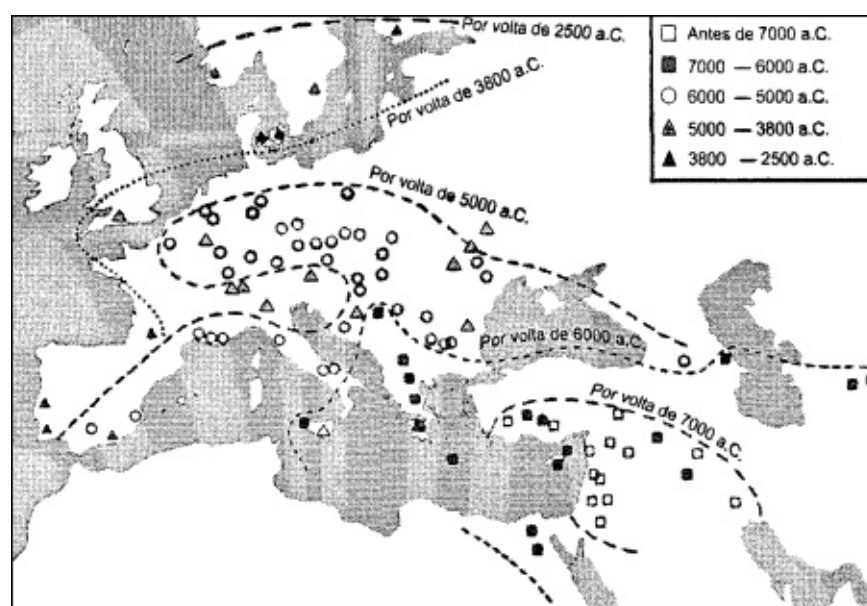 Por volta de 2500 a.C.
Por volta de 3800 a.C.
Por volta de 5000 a.C.
Por volta de 6000 a.C.
Por volta de 7000 a.C.
Antes de 7000 a.C.
7000 — 6000 a.C.
6000 — 5000 a.C.
5000 — 3800 a.C.
3800 — 2500 a.C.